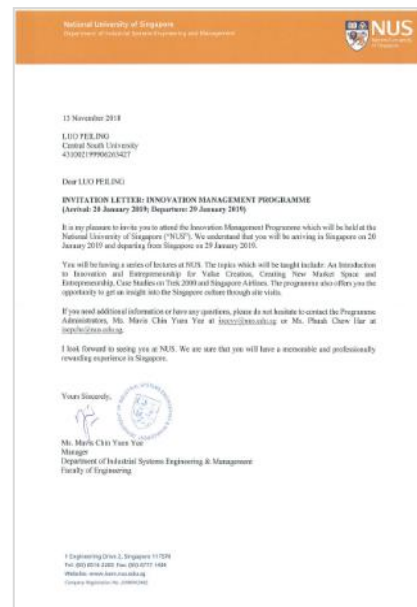 National University of Singapore
Department of Industrial Systems Engineering and Management
NUS
National University
of Singapore
13 November 2018
LUO PEILING
Central South University
Dear LUO PEILING
INVITATION LETTER: INNOVATION MANAGEMENT PROGRAMME
(Arrival: 20 January 2019; Departure: 29 January 2019)
It is my pleasure to invite you to attend the Innovation Management Programme which will be held at the
National University of Singapore ("NUS"). We understand that you will be arriving in Singapore on 20
January 2019 and departing from Singapore on 29 January 2019.
You will be having a series of lectures at NUS. The topics which will be taught include: An Introduction
to Innovation and Entrepreneurship for Value Creation, Creating New Market Space and
Entrepreneurship, Case Studies on Trek 2000 and Singapore Airlines. The programme also offers you the
opportunity to get an insight into the Singapore culture through site visits.
If you need additional information or have any questions, please do not hesitate to contact the Programme
Administrators, Ms. Mavis Chin Yuen Yee at or Ms. Phuah Chew Har at
I look forward to seeing you at NUS. We are sure that you will have a memorable and professionally
rewarding experience in Singapore.
Yours Sincerely,
Ms. Mavis Chin Yuen Yee
Manager
Department of Industrial Systems Engineering & Management
Faculty of Engineering
1 Engineering Drive 2, Singapore 117576
Website: www.isem.nus.edu.sg